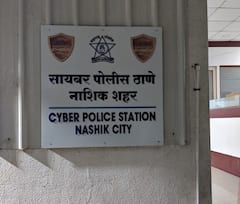 सायबर पोलीस ठाणे
नाशिक शहर
CYBER POLICE STATION
NASHIK CITY